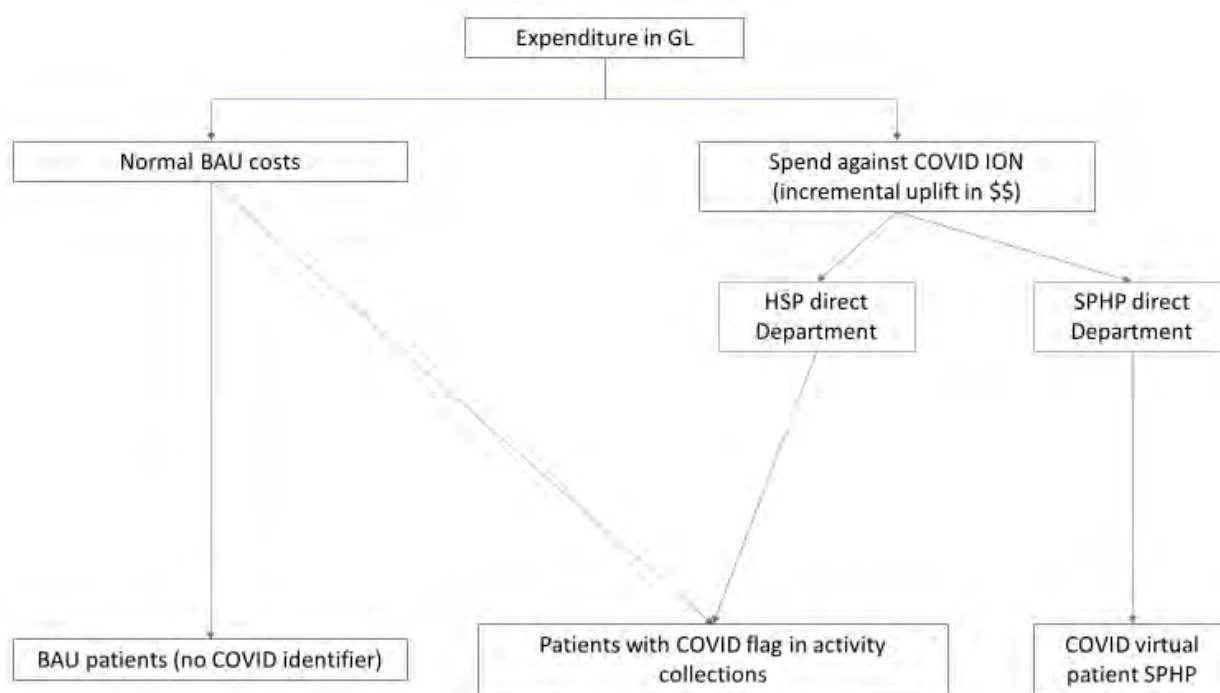 Expenditure in GL
Normal BAU costs
Spend against COVID ION
(incremental uplift in $$)
HSP direct
Department
SPHP direct
Department
BAU patients (no COVID identifier)
Patients with COVID flag in activity
collections
COVID virtual
patient SPHP